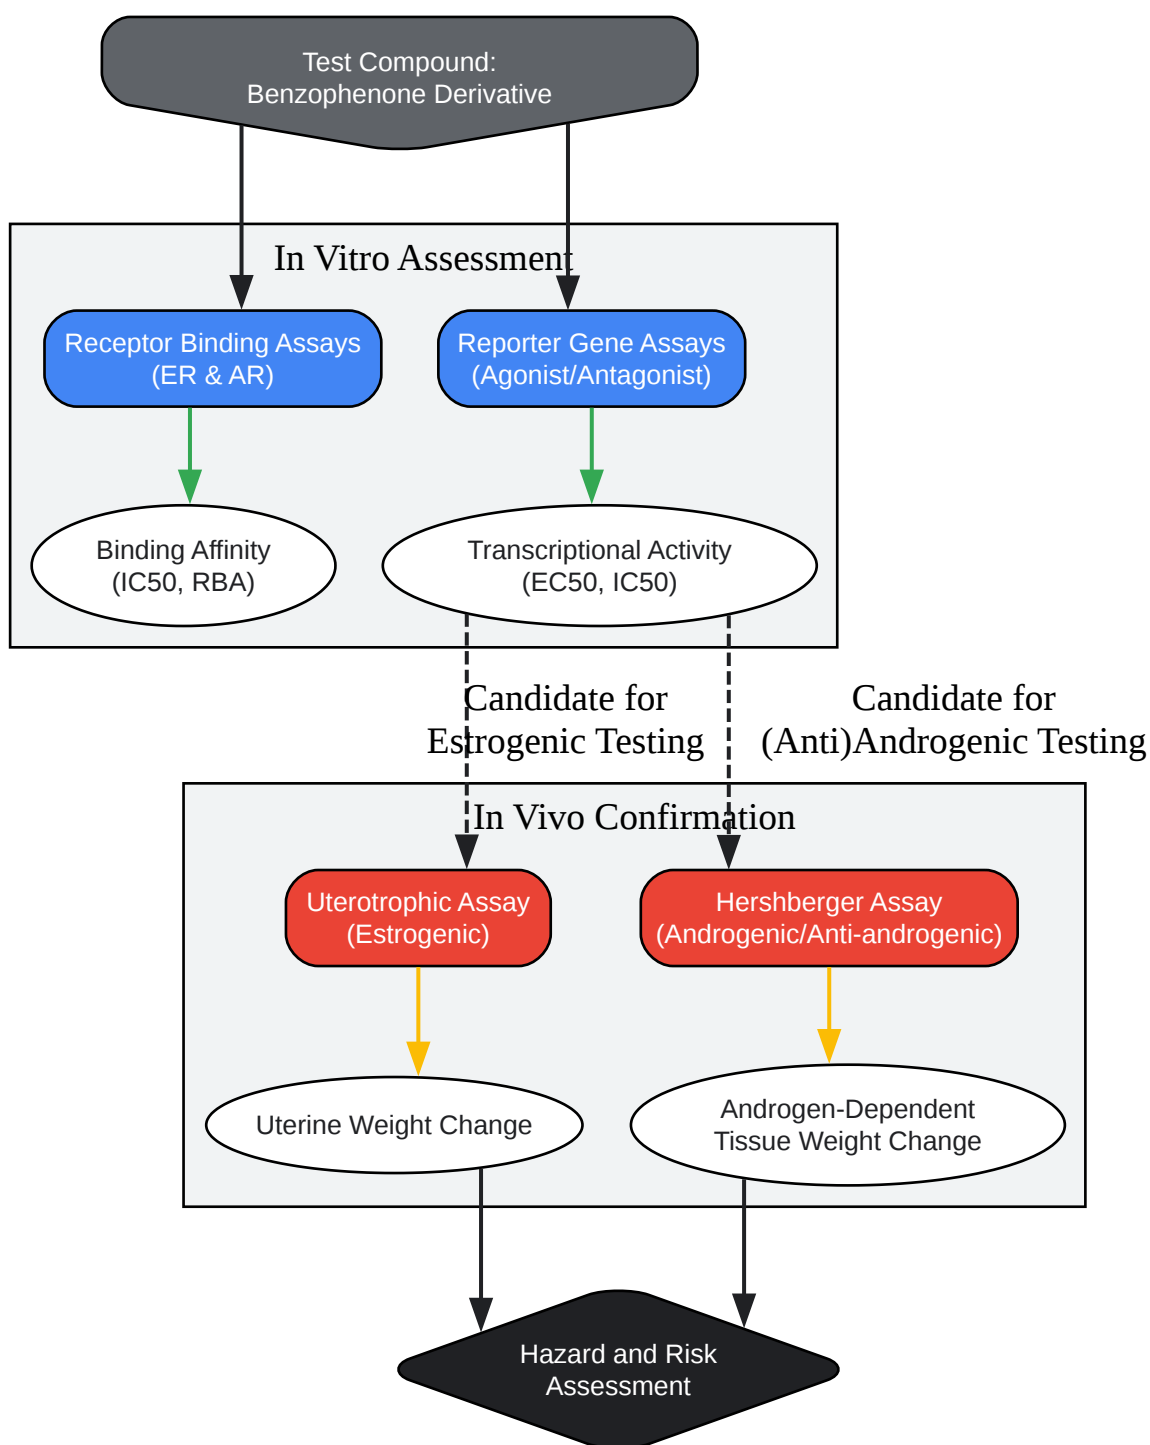 Test Compound:
Benzophenone Derivative
In Vitro Assessment
Receptor Binding Assays
(ER & AR)
Reporter Gene Assays
(Agonist/Antagonist)
Binding Affinity
(IC50, RBA)
Transcriptional Activity
(EC50, IC50)
Candidate for
Estrogenic Testing
Candidate for
(Anti)Androgenic Testing
In Vivo Confirmation
Uterotrophic Assay
(Estrogenic)
Hershberger Assay
(Androgenic/Anti-androgenic)
Uterine Weight Change
Androgen-Dependent
Tissue Weight Change
Hazard and Risk
Assessment